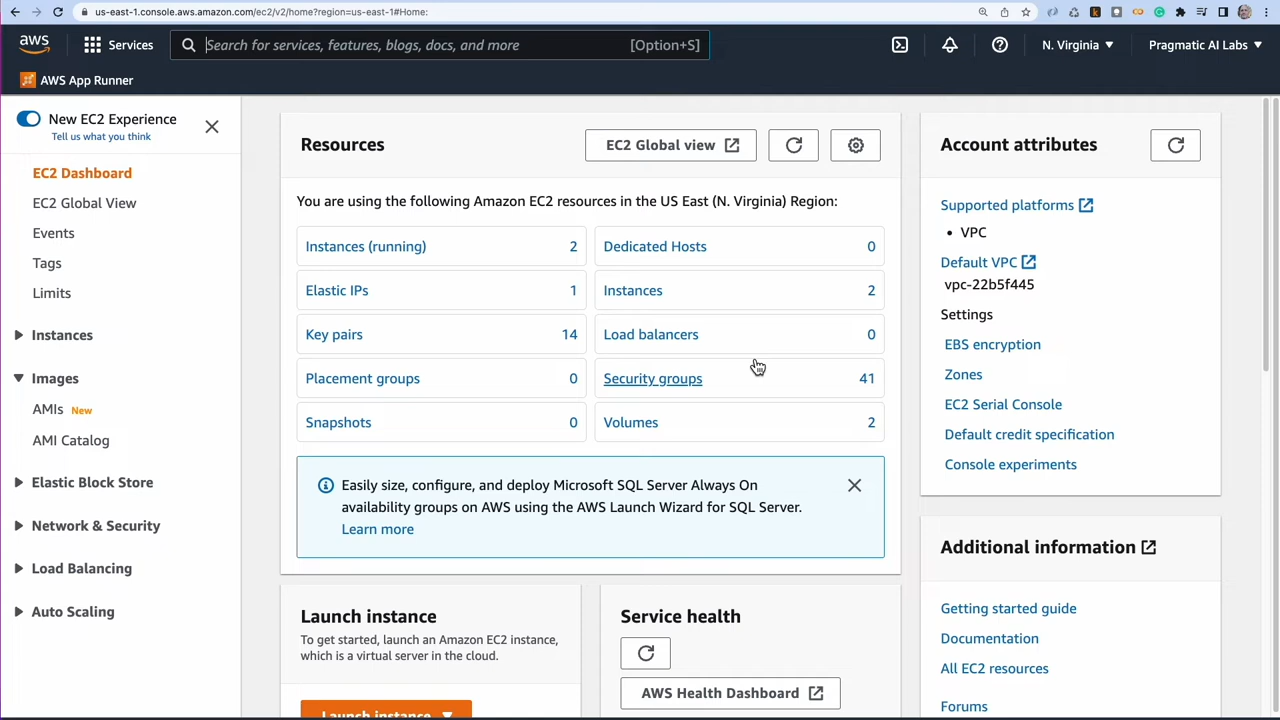 us-east-1.console.aws.amazon.com/ec2/v2/home?region=us-east-1#Home:
aws
Services
Search for services, features, blogs, docs, and more
[Option+S]
N. Virginia
Pragmatic AI Labs
AWS App Runner
New EC2 Experience
Tell us what you think
EC2 Dashboard
EC2 Global View
Events
Tags
Limits
Instances
Images
AMIs New
AMI Catalog
Elastic Block Store
Network & Security
Load Balancing
Auto Scaling
Resources
EC2 Global view
You are using the following Amazon EC2 resources in the US East (N. Virginia) Region:
Instances (running) 2
Dedicated Hosts 0
Elastic IPs 1
Instances 2
Key pairs 14
Load balancers 0
Placement groups 0
Security groups 41
Snapshots 0
Volumes 2
Easily size, configure, and deploy Microsoft SQL Server Always On
availability groups on AWS using the AWS Launch Wizard for SQL Server.
Learn more
Launch instance
To get started, launch an Amazon EC2 instance,
which is a virtual server in the cloud.
Launch instance
Service health
AWS Health Dashboard
Account attributes
Supported platforms
• VPC
Default VPC
vpc-22b5f445
Settings
EBS encryption
Zones
EC2 Serial Console
Default credit specification
Console experiments
Additional information
Getting started guide
Documentation
All EC2 resources
Forums